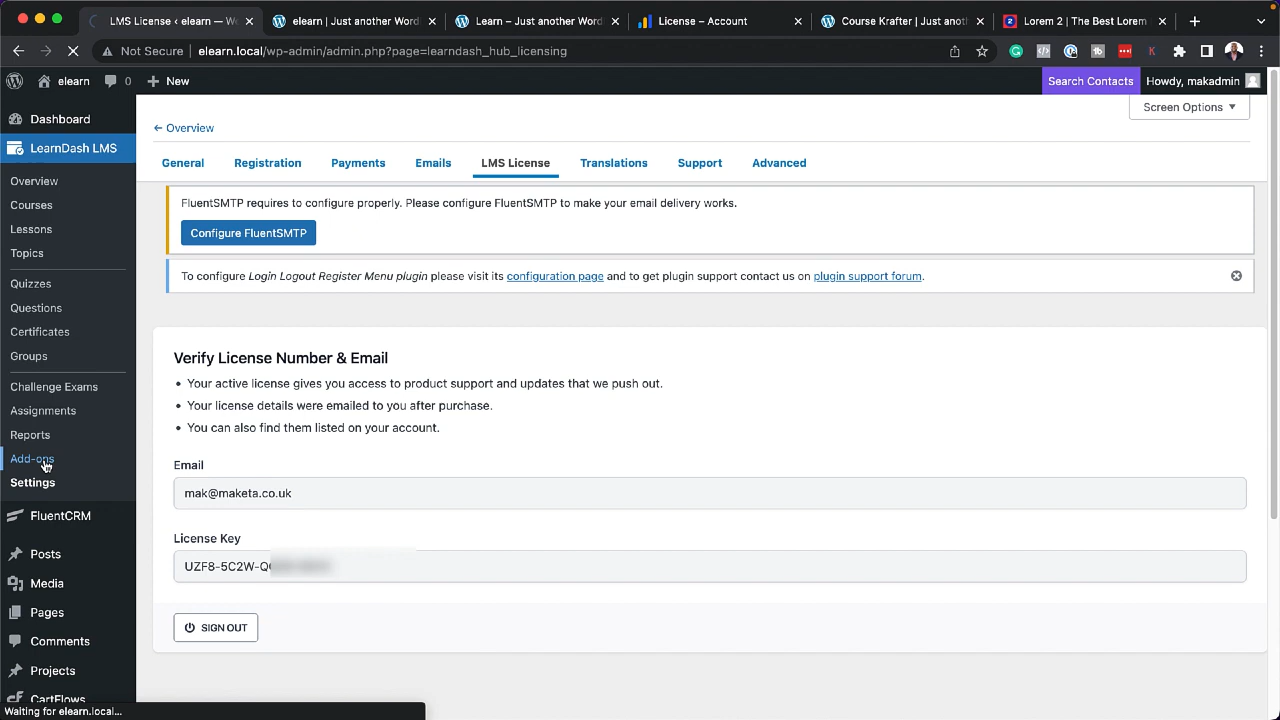 LMS License ‹ elearn — W
elearn | Just another Word
Learn – Just another Word
License – Account
Course Krafter | Just anoth
Lorem 2 | The Best Lorem
Not Secure
elearn.local/wp-admin/admin.php?page=learndash_hub_licensing
elearn
0
New
Search Contacts
Howdy, makadmin
Dashboard
LearnDash LMS
Overview
Courses
Lessons
Topics
Quizzes
Questions
Certificates
Groups
Challenge Exams
Assignments
Reports
Add-ons
Settings
FluentCRM
Posts
Media
Pages
Comments
Projects
CartFlows
Waiting for elearn.local...
Screen Options
← Overview
General
Registration
Payments
Emails
LMS License
Translations
Support
Advanced
FluentSMTP requires to configure properly. Please configure FluentSMTP to make your email delivery works.
Configure FluentSMTP
To configure Login Logout Register Menu plugin please visit its configuration page and to get plugin support contact us on plugin support forum.
Verify License Number & Email
• Your active license gives you access to product support and updates that we push out.
• Your license details were emailed to you after purchase.
• You can also find them listed on your account.
Email
mak@maketa.co.uk
License Key
UZF8-5C2W-Q
SIGN OUT